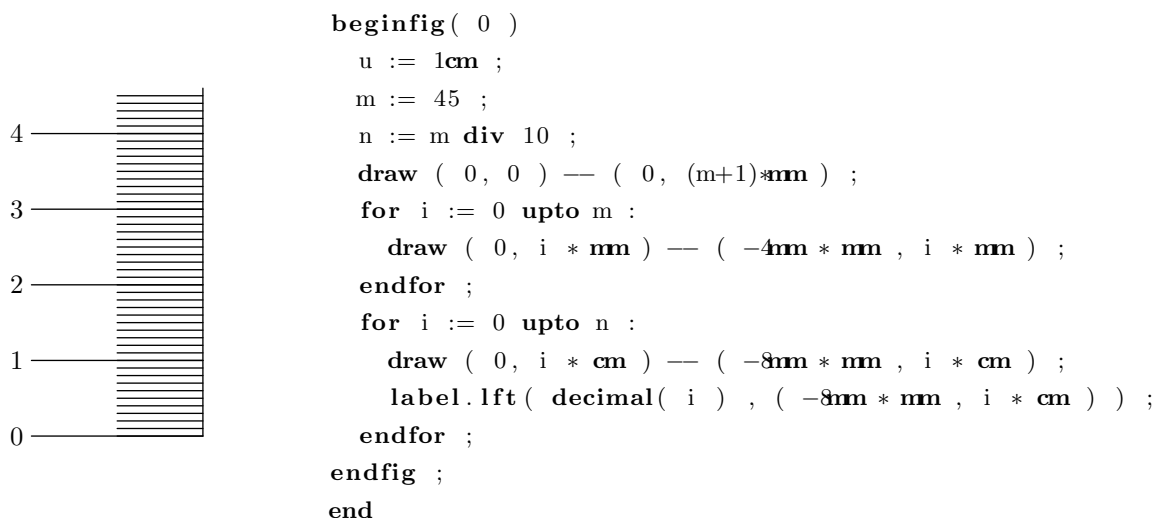 beginfig( 0 )
u := 1cm ;
m := 45 ;
n := m div 10 ;
draw ( 0, 0 ) -- ( 0, (m+1)*mm ) ;
for i := 0 upto m :
draw ( 0, i * mm ) -- ( -4mm * mm , i * mm ) ;
endfor ;
for i := 0 upto n :
draw ( 0, i * cm ) -- ( -8mm * mm , i * cm ) ;
label.lft( decimal( i ) , ( -8mm * mm , i * cm ) ) ;
endfor ;
endfig ;
end
4
3
2
1
0